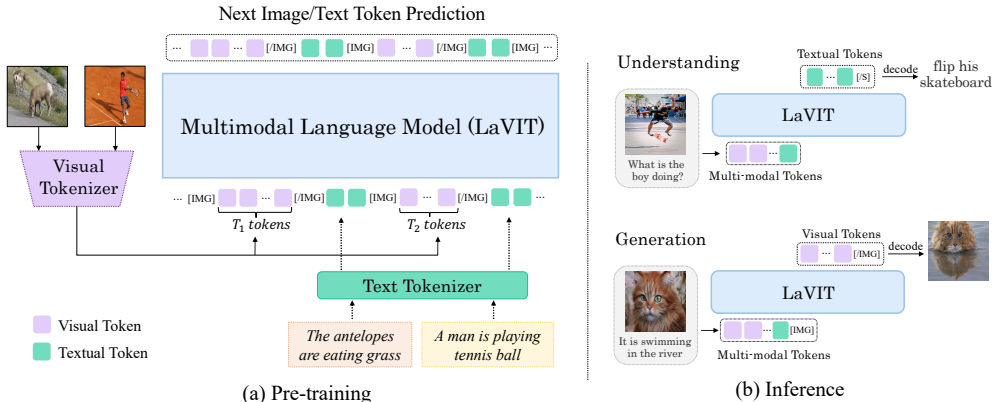 Next Image/Text Token Prediction
... ... [/IMG] [IMG] ... [/IMG] [IMG] ...
Multimodal Language Model (LaVIT)
Visual
Tokenizer
... [IMG] ... [/IMG] [IMG] ... [/IMG] ...
T₁ tokens
T₂ tokens
Text Tokenizer
Visual Token
Textual Token
The antelopes
are eating grass
A man is playing
tennis ball
(a) Pre-training
Understanding
Textual Tokens
... [/S]
decode
flip his
skateboard
LaVIT
What is the
boy doing?
...
Multi-modal Tokens
Generation
Visual Tokens
... [/IMG]
decode
LaVIT
It is swimming
in the river
... [IMG]
Multi-modal Tokens
(b) Inference